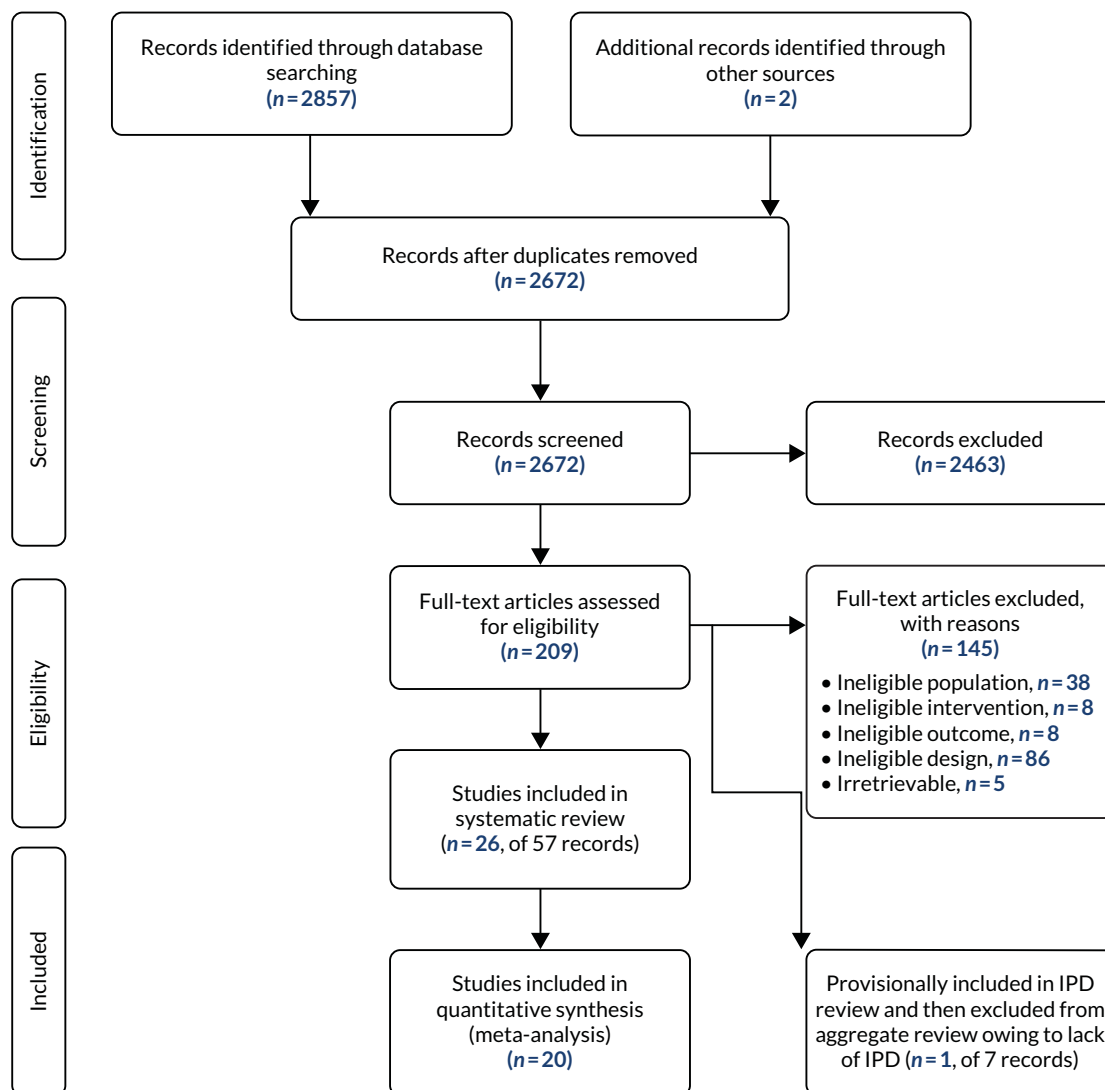 Identification
Records identified through database
searching
(n=2857)
Additional records identified through
other sources
(n=2)
Records after duplicates removed
(n=2672)
Screening
Records screened
(n=2672)
Records excluded
(n=2463)
Eligibility
Full-text articles assessed
for eligibility
(n=209)
Full-text articles excluded,
with reasons
(n=145)
• Ineligible population, n=38
• Ineligible intervention, n=8
• Ineligible outcome, n=8
• Ineligible design, n=86
• Irretrievable, n=5
Studies included in
systematic review
(n=26, of 57 records)
Included
Studies included in
quantitative synthesis
(meta-analysis)
(n=20)
Provisionally included in IPD
review and then excluded from
aggregate review owing to lack
of IPD (n=1, of 7 records)